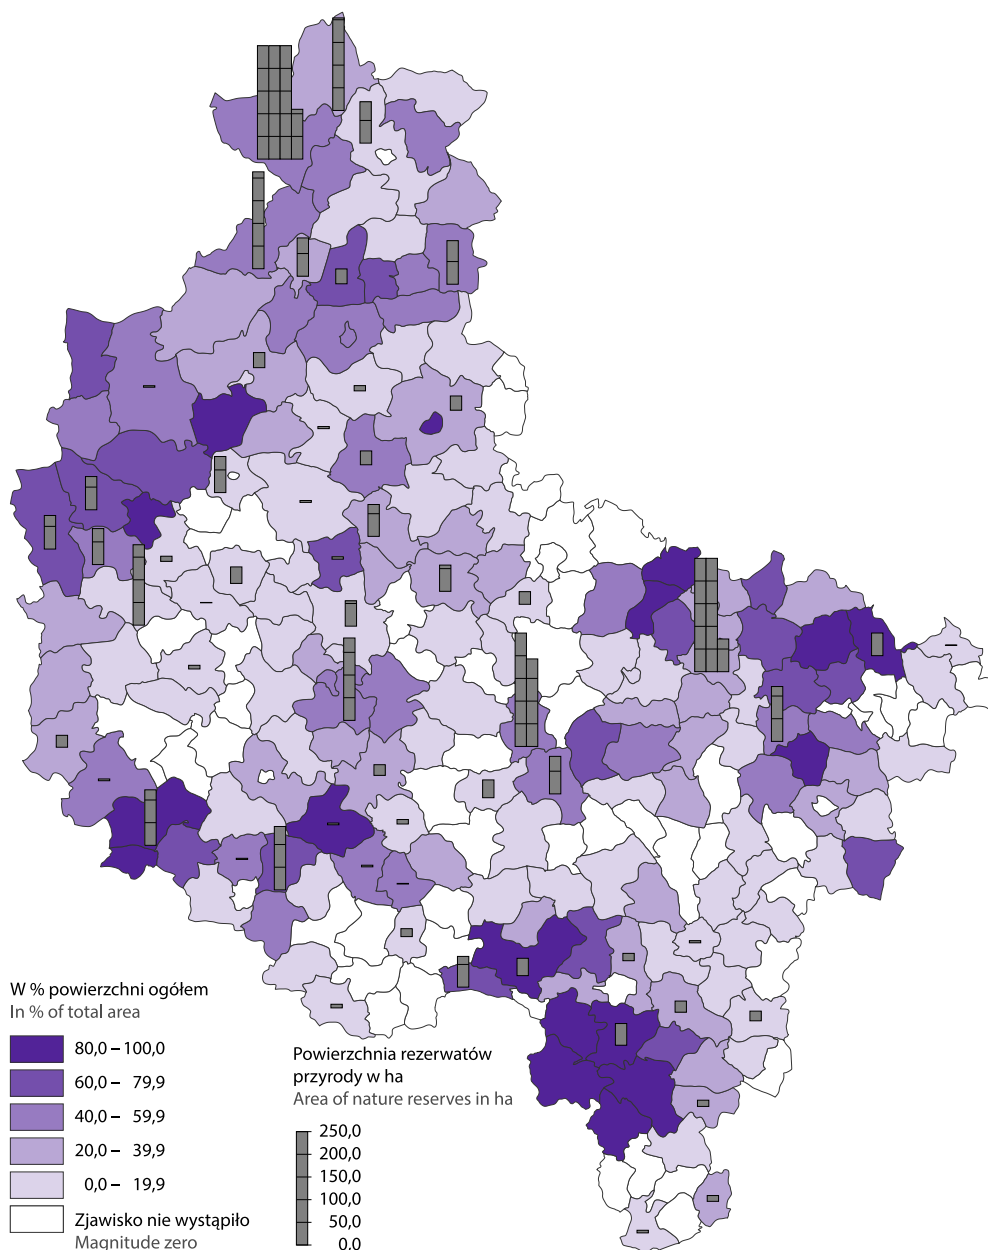 W % powierzchni ogółem
In % of total area
80,0 – 100,0
60,0 – 79,9
40,0 – 59,9
20,0 – 39,9
0,0 – 19,9
Zjawisko nie wystąpiło
Magnitude zero
Powierzchnia rezerwatów
przyrody w ha
Area of nature reserves in ha
250,0
200,0
150,0
100,0
50,0
0,0